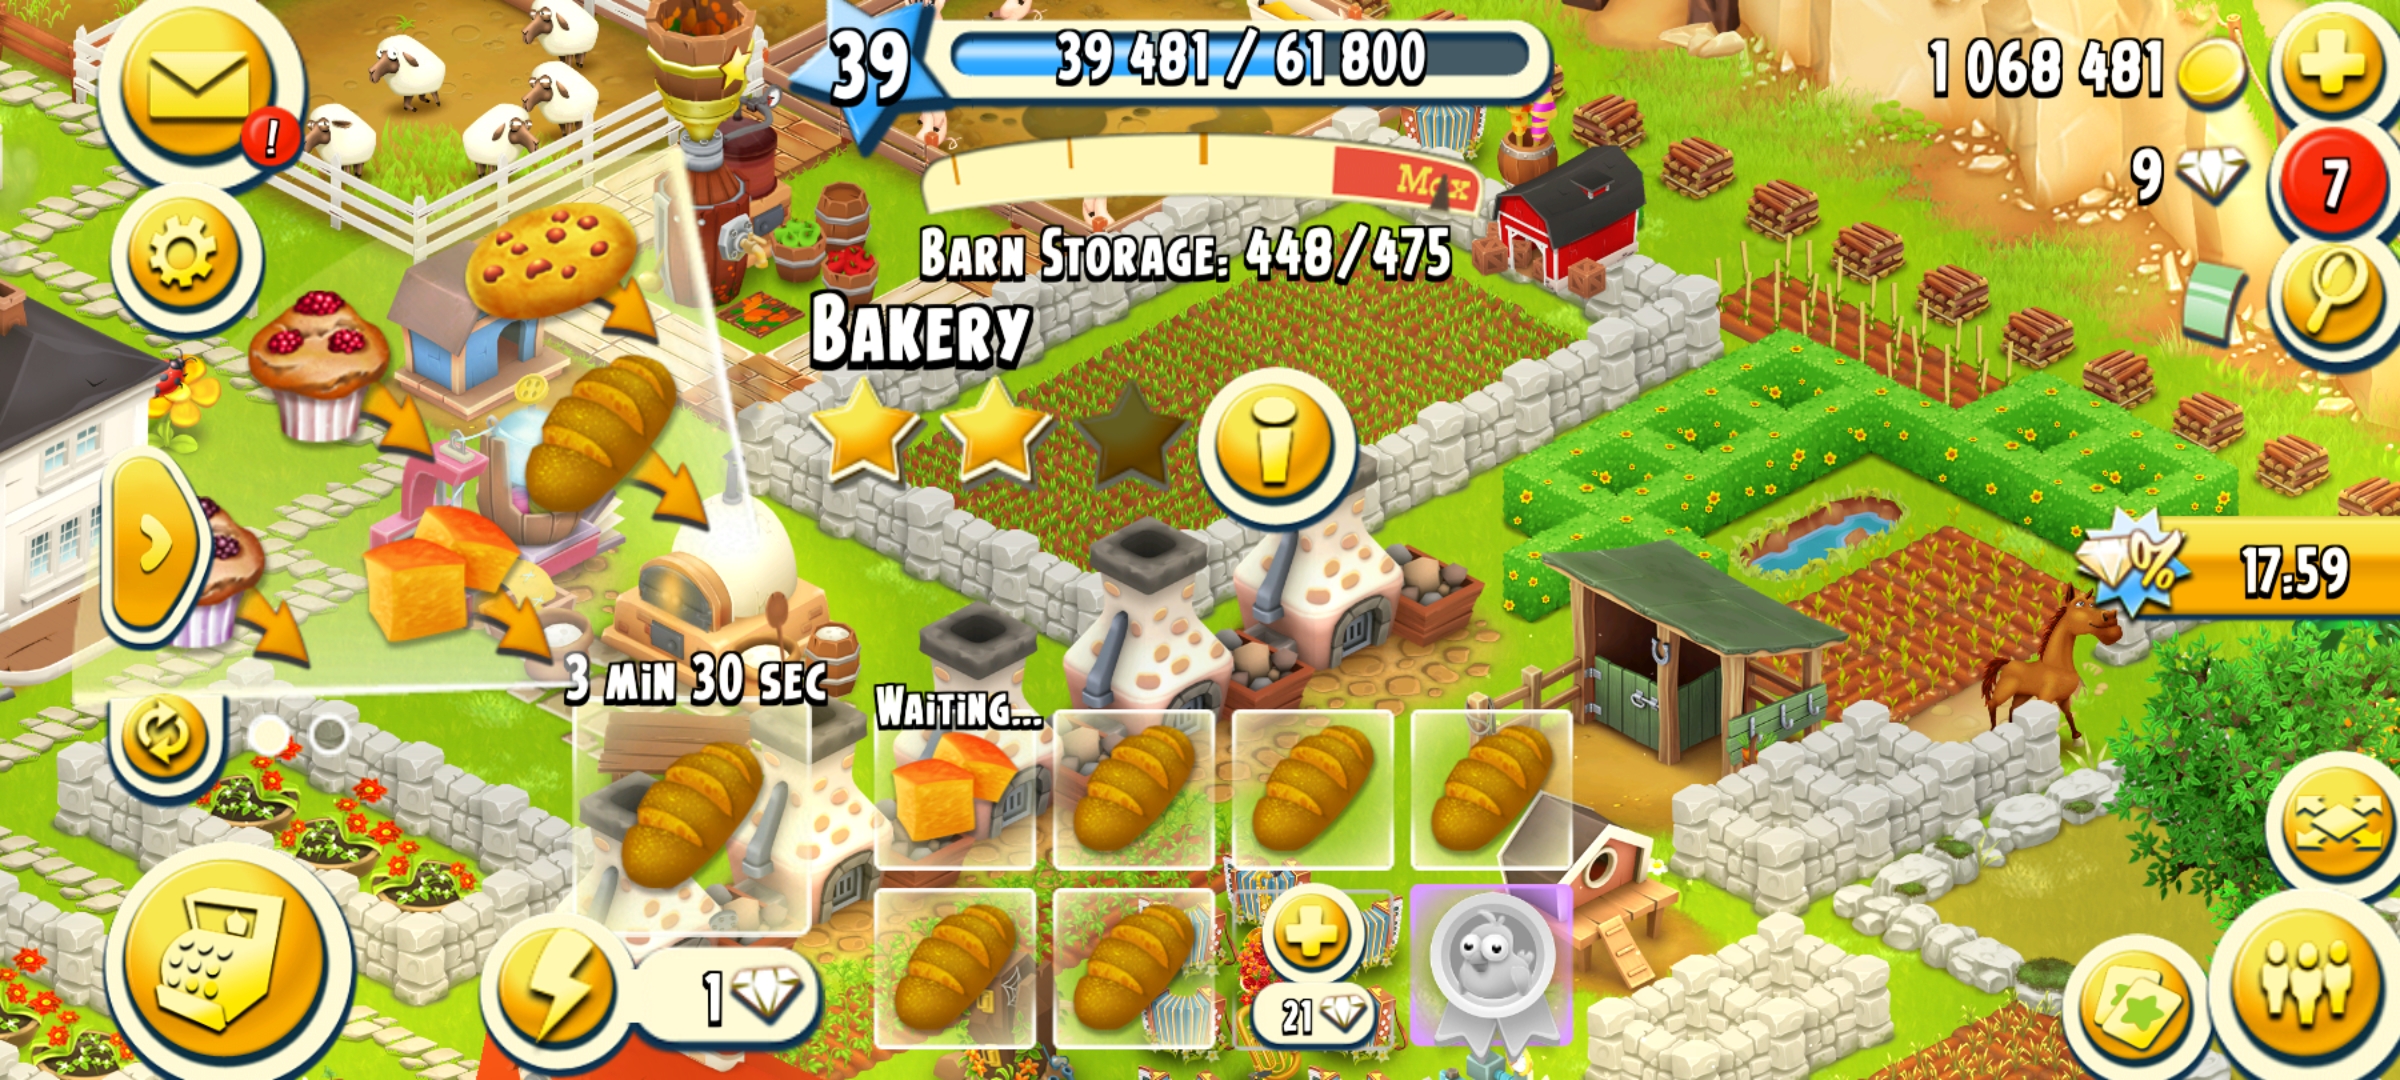 39
39 481 / 61 800
1 068 481
!
Max
9
7
Barn Storage: 448/475
Bakery
%
17:59
3 min 30 sec
Waiting...
1
21